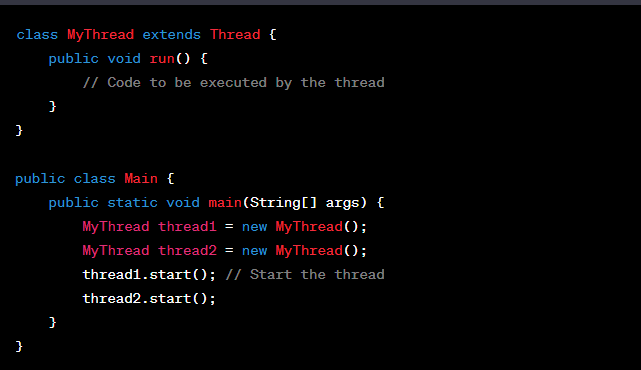 class MyThread extends Thread {
    public void run() {
        // Code to be executed by the thread
    }
}

public class Main {
    public static void main(String[] args) {
        MyThread thread1 = new MyThread();
        MyThread thread2 = new MyThread();
        thread1.start(); // Start the thread
        thread2.start();
    }
}